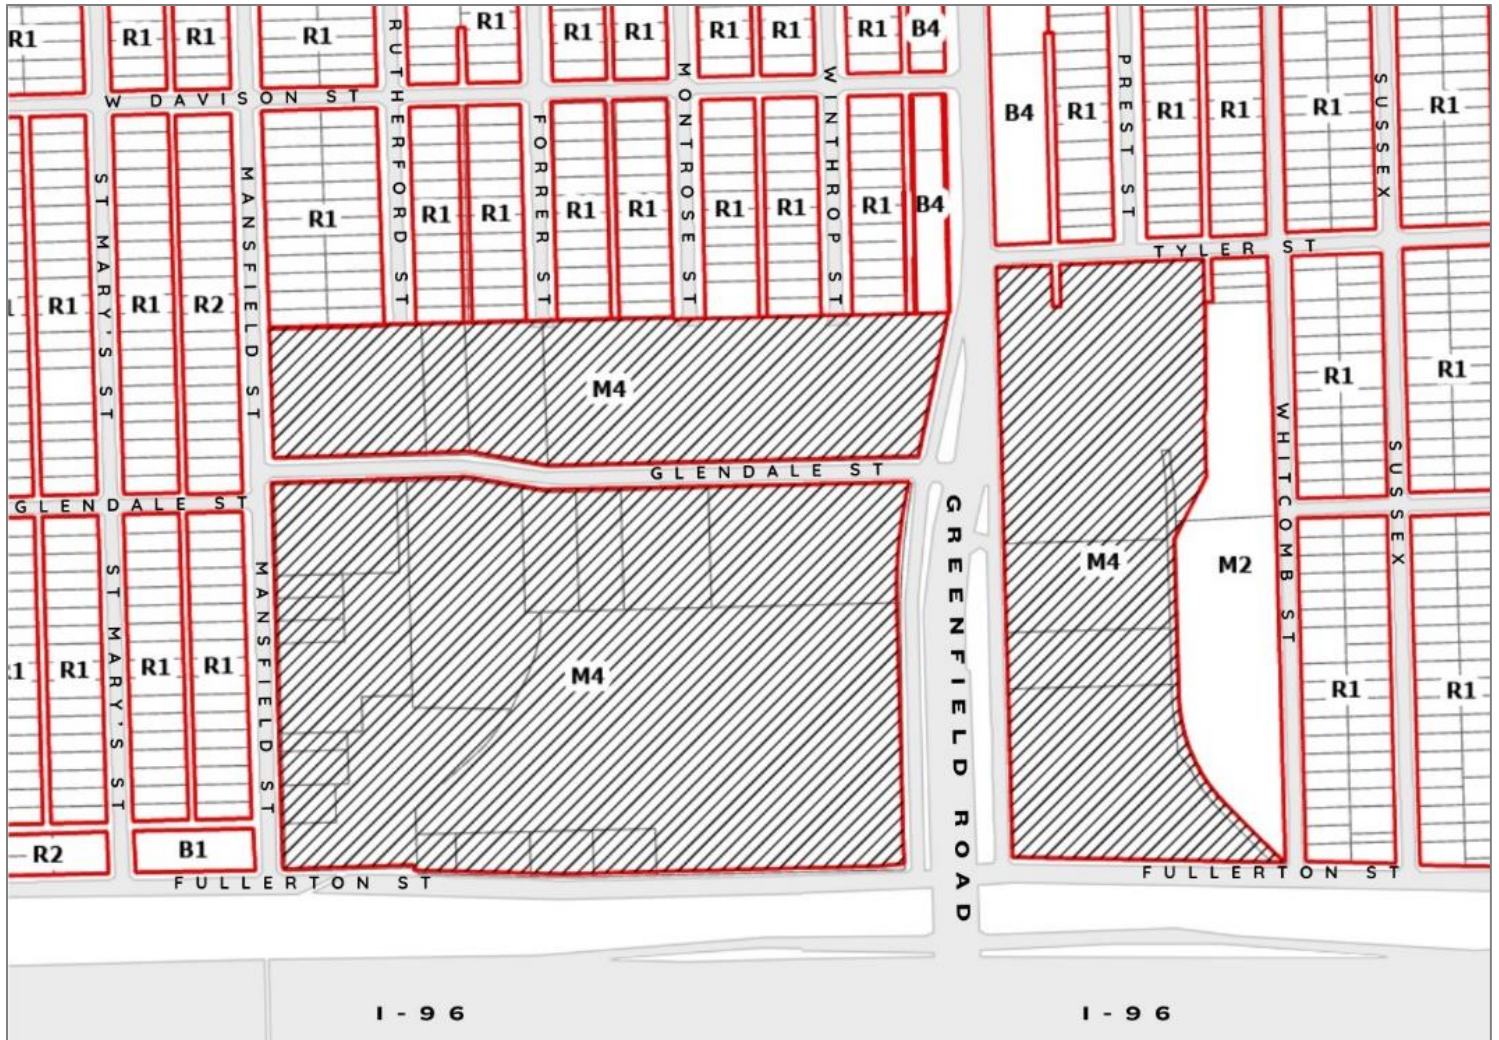 R1
R1
R1
R1
R1
R1
R1
R1
R1
R1
B4
W DAVISON ST
RUTHERFORD ST
FORRER ST
MONTROSE ST
WINTHROP ST
PREST ST
SUSSEX
B4
R1
R1
R1
R1
R1
ST MARY'S ST
MANSFIELD ST
R1
R1
R1
R1
R1
R1
R1
R1
B4
TYLER ST
R1
R1
R2
M4
R1
R1
WHITCOMB ST
SUSSEX
GLENDALE ST
GLENDALE ST
GREENFIELD ROAD
M4
M2
ST MARY'S ST
MANSFIELD ST
R1
R1
R1
R1
M4
R1
R1
R2
B1
FULLERTON ST
FULLERTON ST
I-96
I-96